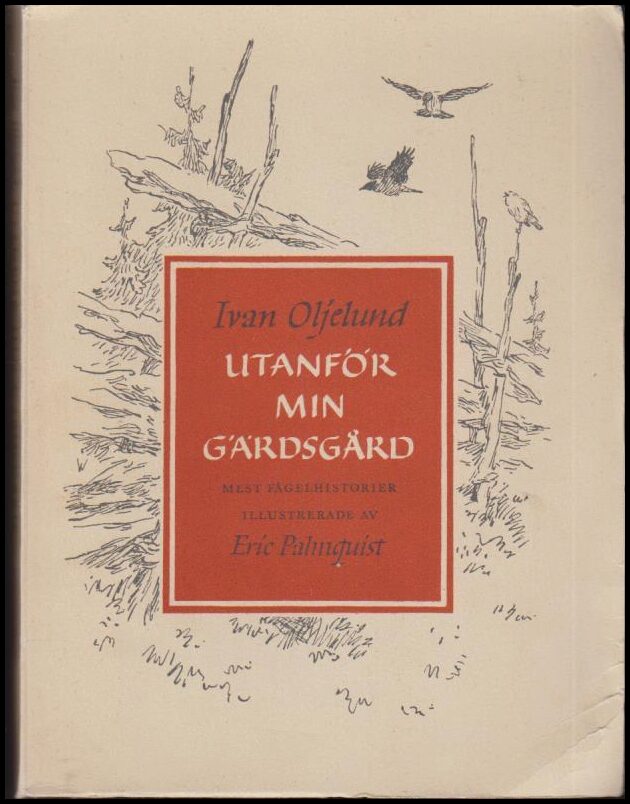 Ivan Oljelund
UTANFÖR
MIN
GÄRDSGÅRD
MEST FÅGELHISTORIER
ILLUSTRERADE AV
Eric Palmquist